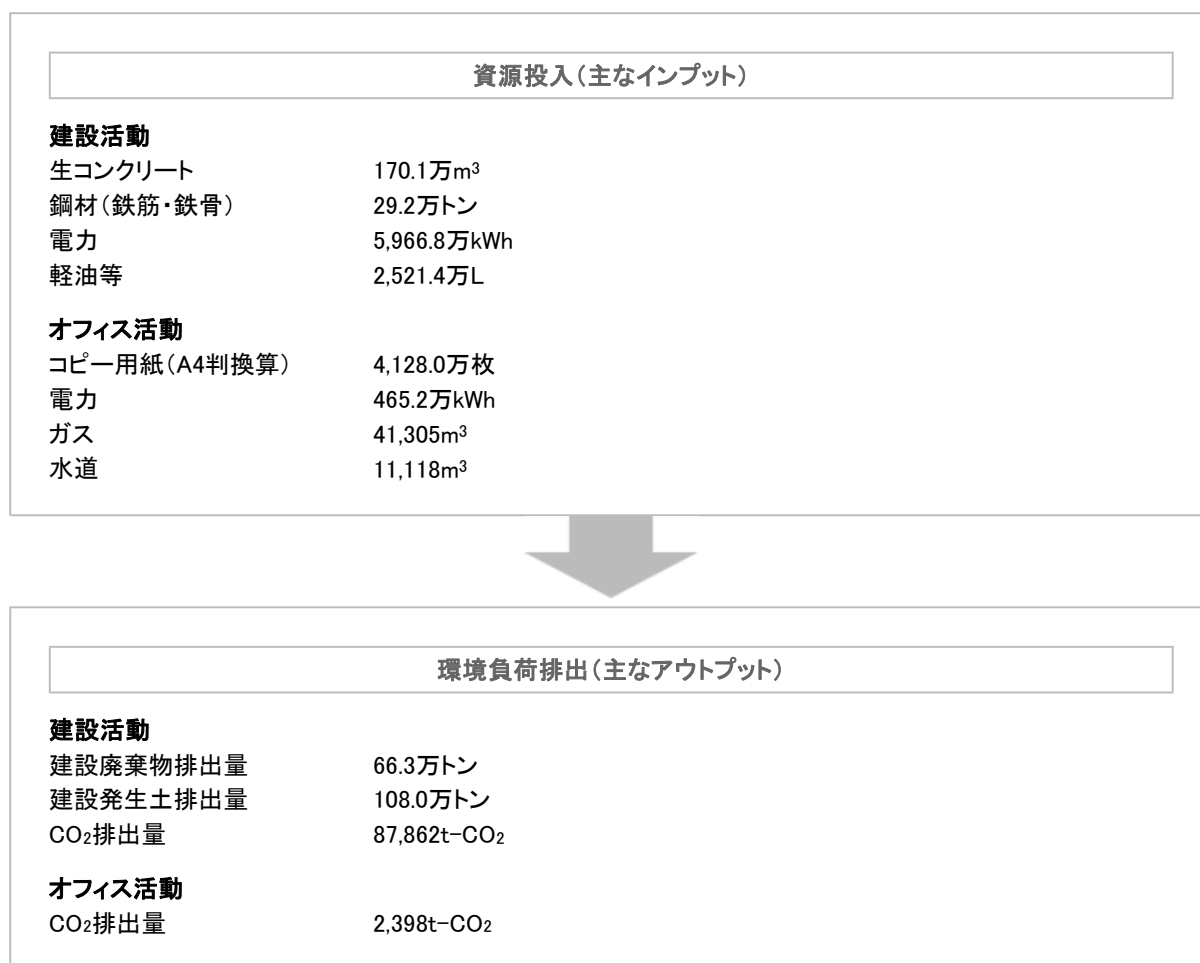 資源投入（主なインプット）
建設活動
生コンクリート 170.1万m³
鋼材（鉄筋・鉄骨） 29.2万トン
電力 5,966.8万kWh
軽油等 2,521.4万L
オフィス活動
コピー用紙（A4判換算） 4,128.0万枚
電力 465.2万kWh
ガス 41,305m³
水道 11,118m³
環境負荷排出（主なアウトプット）
建設活動
建設廃棄物排出量 66.3万トン
建設発生土排出量 108.0万トン
CO₂排出量 87,862t-CO₂
オフィス活動
CO₂排出量 2,398t-CO₂